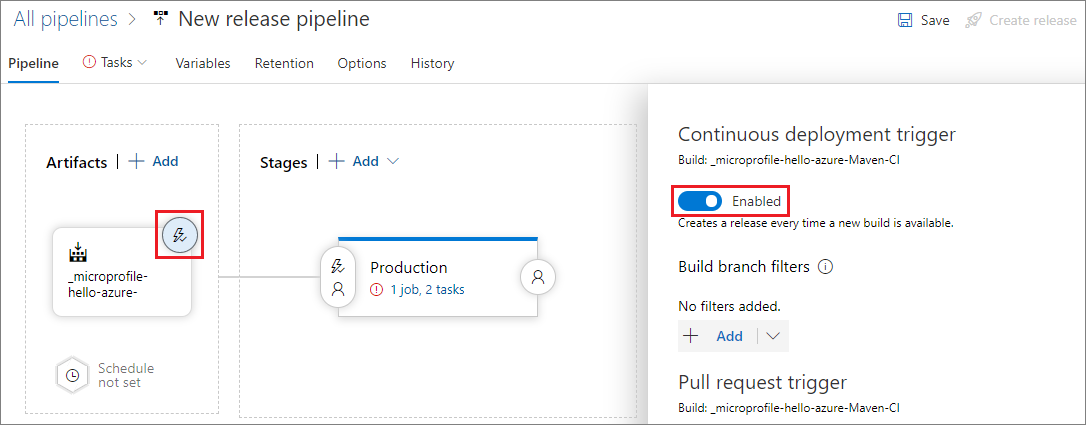 All pipelines > New release pipeline
Save
Create release
Pipeline
Tasks
Variables
Retention
Options
History
Artifacts | + Add
Stages | + Add
_microprofile-
hello-azure-
Schedule
not set
Production
1 job, 2 tasks
Continuous deployment trigger
Build: _microprofile-hello-azure-Maven-CI
Enabled
Creates a release every time a new build is available.
Build branch filters
No filters added.
+ Add
Pull request trigger
Build: _microprofile-hello-azure-Maven-CI